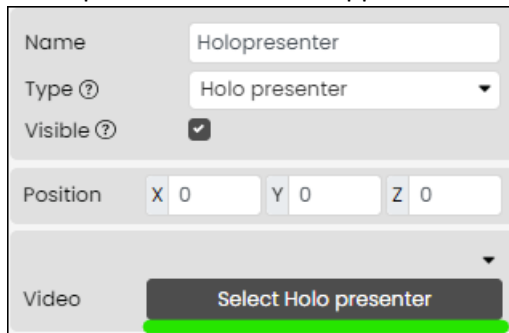 Name Holopresenter
Type ? Holo presenter
Visible ?
Position X 0 Y 0 Z 0
Video Select Holo presenter